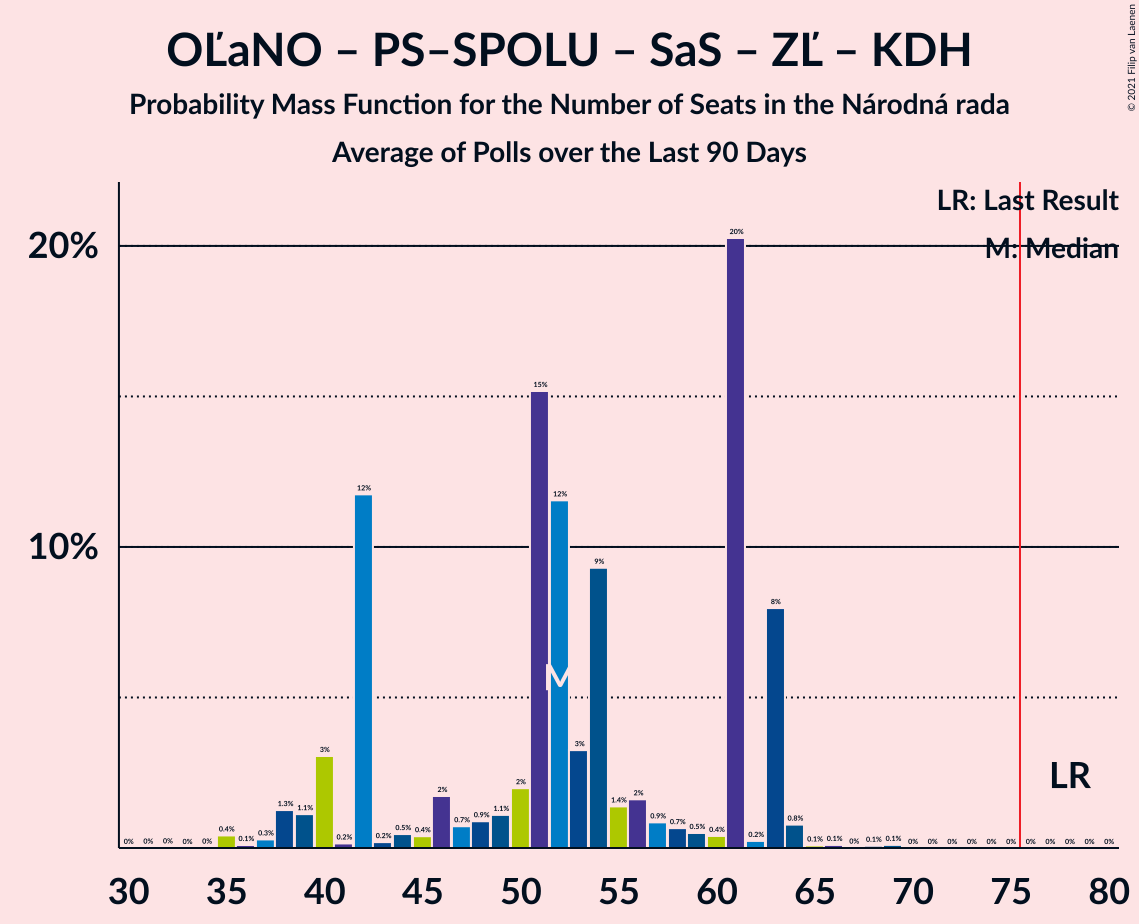 OĽaNO – PS–SPOLU – SaS – ZĽ – KDH
Probability Mass Function for the Number of Seats in the Národná rada
Average of Polls over the Last 90 Days
© 2021 Filip van Laenen
LR: Last Result
M: Median
20%
10%
0% 0% 0% 0% 0% 0.4% 0.1% 0.3% 1.3% 1.1% 3% 0.2% 12% 0.2% 0.5% 0.4% 2% 0.7% 0.9% 1.1% 2% 15% 12% 3% 9% 1.4% 2% 0.9% 0.7% 0.5% 0.4% 20% 0.2% 8% 0.8% 0.1% 0.1% 0% 0.1% 0.1% 0% 0% 0% 0% 0% 0% 0% 0% 0% 0% 0%
M
LR
30 35 40 45 50 55 60 65 70 75 80